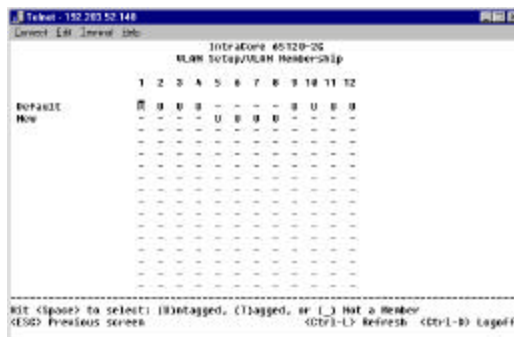 Telnet - 192.203.52.148
Connect Edit Terminal Help
IntraCore 65120-2G
VLAN Setup/VLAN Membership
1 2 3 4 5 6 7 8 9 10 11 12
Default U U U - - - - U U U U
New - - - - U U U U - - - -
- - - - - - - - - - - -
- - - - - - - - - - - -
- - - - - - - - - - - -
- - - - - - - - - - - -
- - - - - - - - - - - -
- - - - - - - - - - - -
- - - - - - - - - - - -
- - - - - - - - - - - -
- - - - - - - - - - - -
- - - - - - - - - - - -
- - - - - - - - - - - -
- - - - - - - - - - - -
Hit <Space> to select: (U)ntagged, (T)agged, or (_) Not a Member
<ESC> Previous screen <Ctrl-L> Refresh <Ctrl-D> Logoff